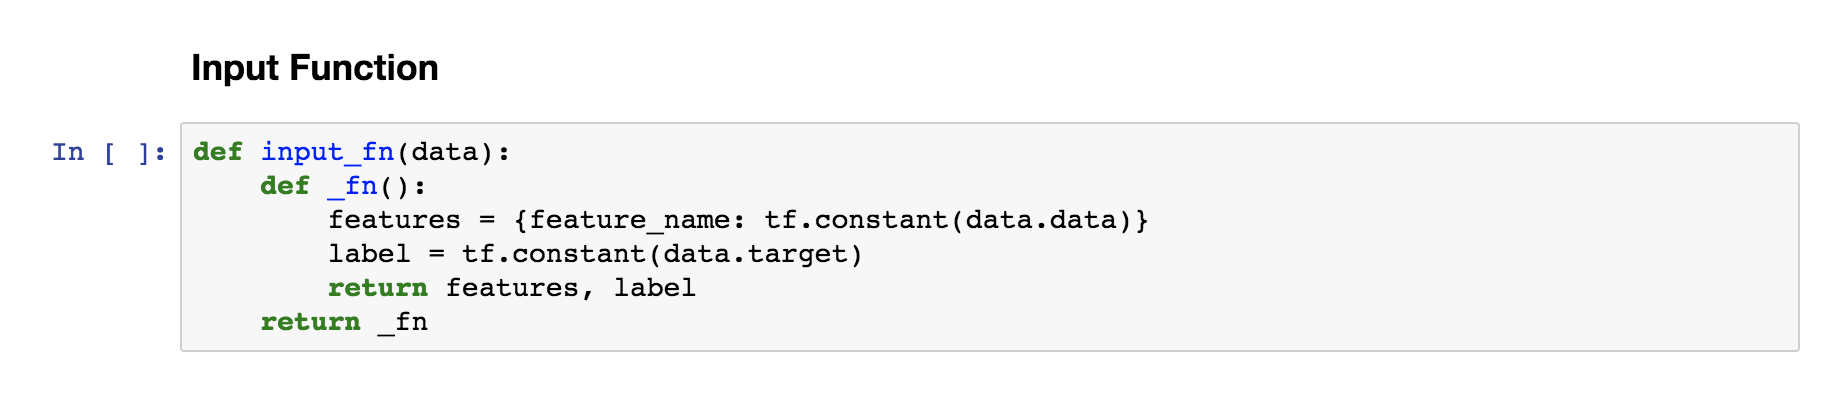 Input Function
In [ ]: def input_fn(data):
    def _fn():
        features = {feature_name: tf.constant(data.data)}
        label = tf.constant(data.target)
        return features, label
    return _fn